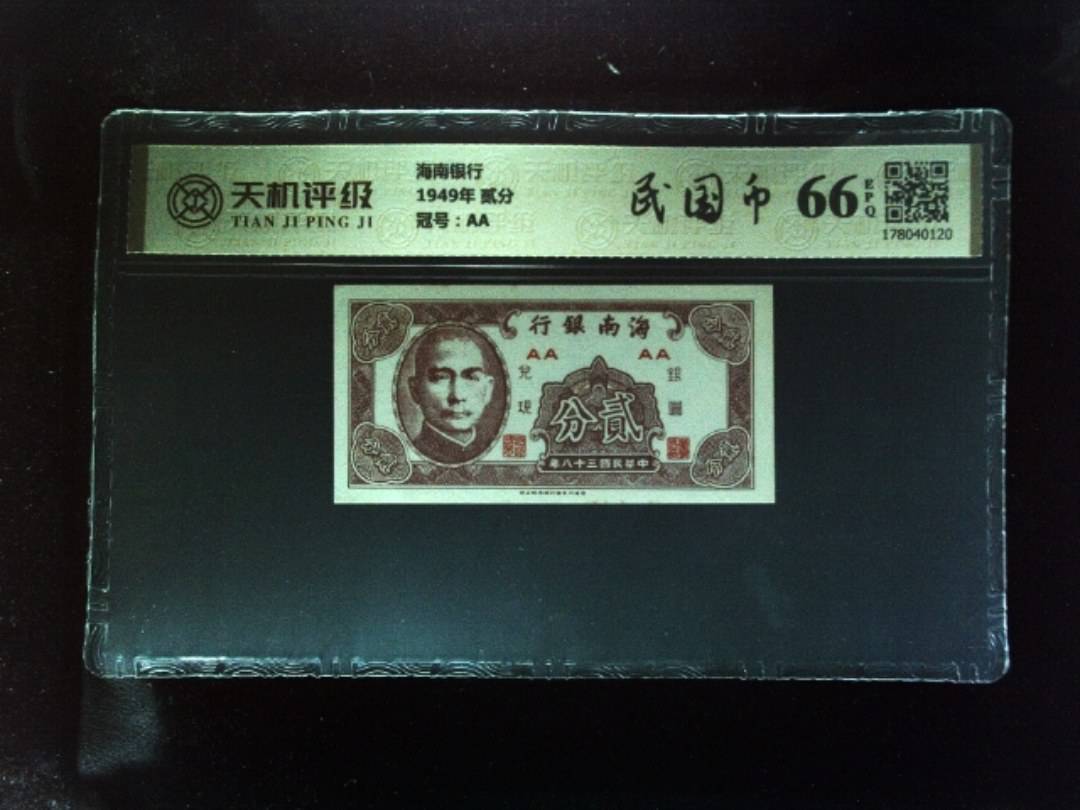 天机评级
TIAN JI PING JI
海南银行
1949年 贰分
冠号：AA
民国币
66
EPQ
178040120
行銀南海
AA
AA
兌現
銀圓
分貳
年八十三國民華中